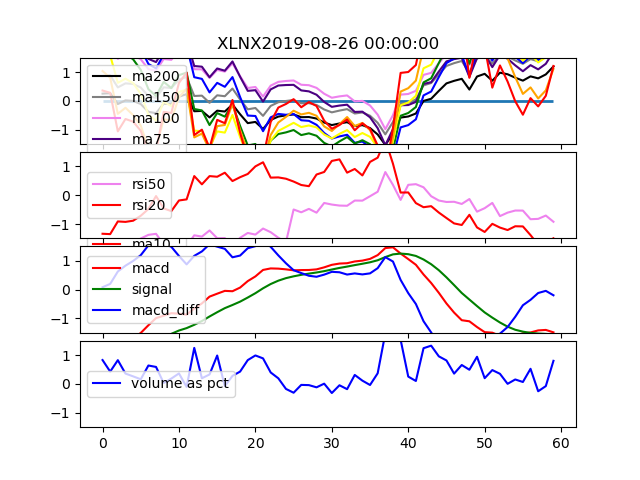 XLNX2019-08-26 00:00:00
1
0
−1
ma200
ma150
ma100
ma75
1
0
−1
rsi50
rsi20
ma10
1
0
−1
macd
signal
macd_diff
1
0
−1
volume as pct
0 10 20 30 40 50 60